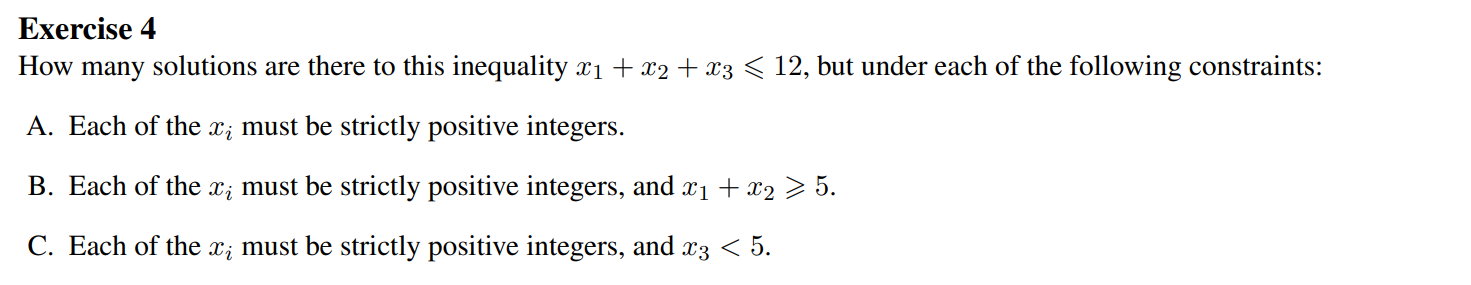 Exercise 4
How many solutions are there to this inequality x₁ + x₂ + x₃ ⩽ 12, but under each of the following constraints:
A. Each of the xᵢ must be strictly positive integers.
B. Each of the xᵢ must be strictly positive integers, and x₁ + x₂ ⩾ 5.
C. Each of the xᵢ must be strictly positive integers, and x₃ < 5.